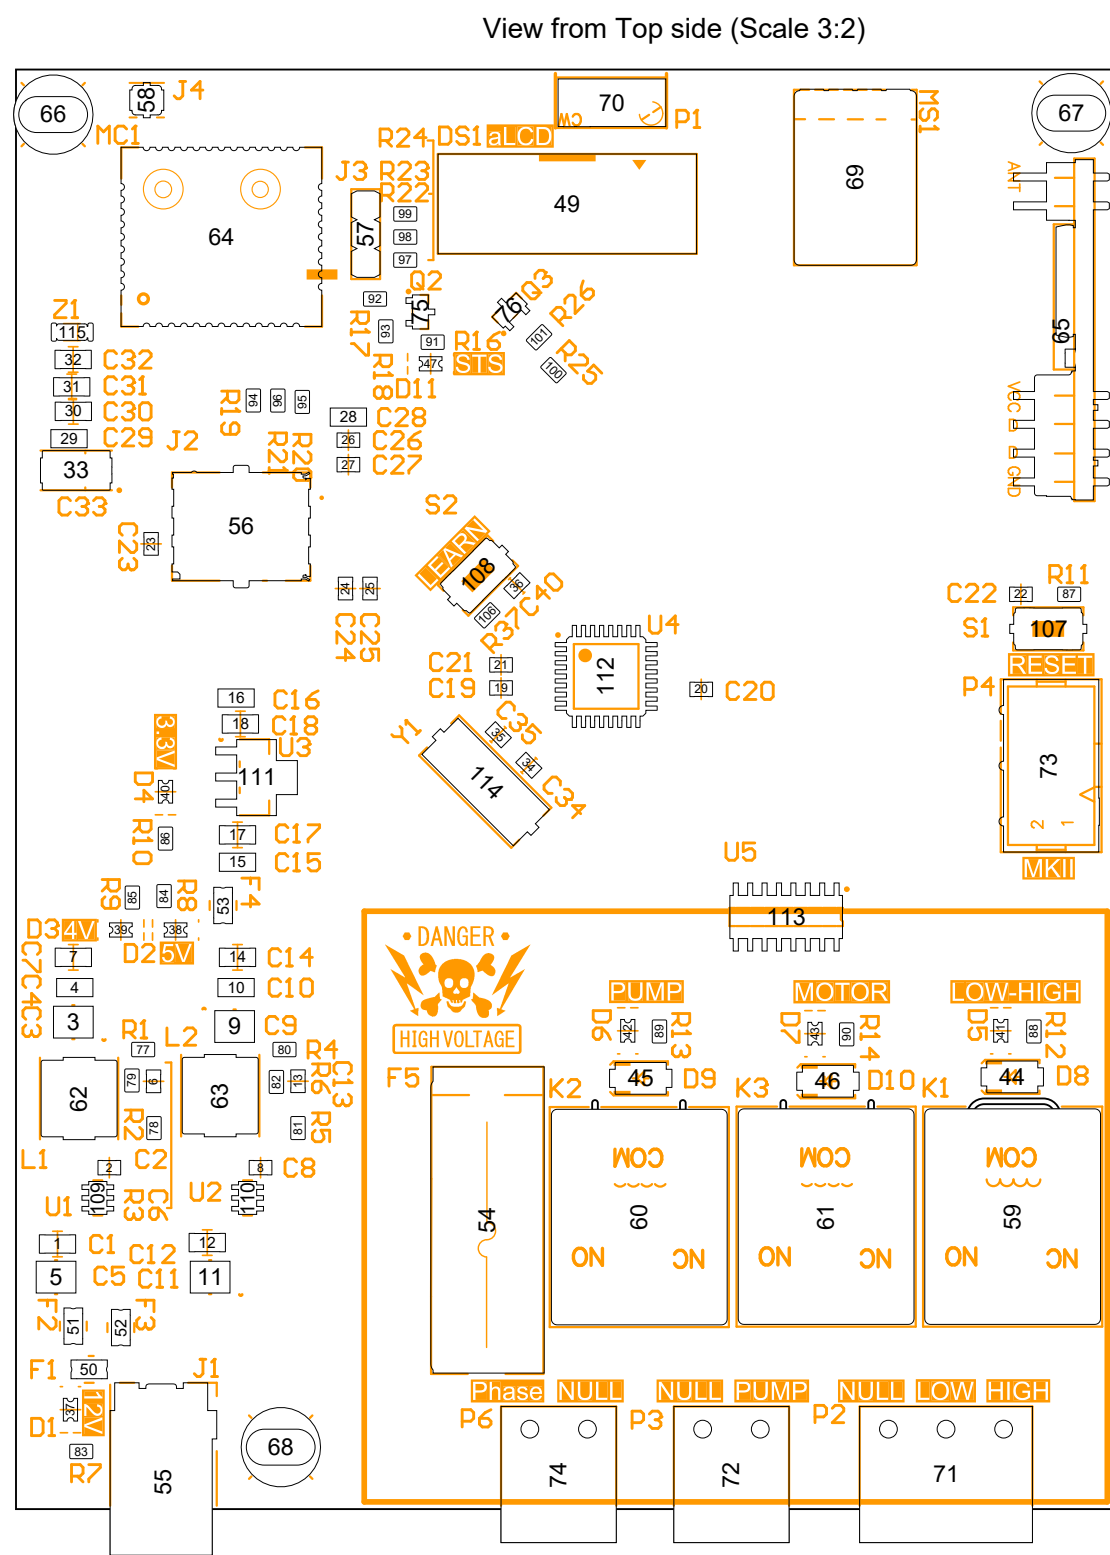 View from Top side (Scale 3:2)
66
58
J4
70
CW
P1
MS1
67
MC1
R24
DS1
aLCD
R23
J3
R22
69
ANT
64
57
99
98
97
49
Q2
Q3
R26
92
75
76
Z1
115
R17
93
91
R16
101
65
32
C32
R18
47
STS
R25
100
31
C31
D11
30
C30
R19
94
96
95
28
C28
VCC
29
C29
J2
26
C26
33
R21
R20
27
C27
GND
C33
S2
C23
23
56
LEARN
108
36
C40
24
25
106
R37
C22
22
R11
87
C24
C25
U4
S1
107
C21
21
112
RESET
C19
19
20
C20
P4
16
C16
3.3V
18
C18
Y1
35
C35
U3
D4
40
111
114
34
C34
73
R10
86
17
C17
2
1
15
C15
U5
MKII
R9
85
84
R8
F4
53
113
D3
4V
39
38
D2
5V
DANGER
7
14
C14
C7
C4
C3
4
10
C10
PUMP
MOTOR
LOW-HIGH
3
9
C9
HIGH VOLTAGE
D6
42
89
R13
D7
43
90
R14
D5
41
88
R12
R1
L2
77
80
R4
F5
45
D9
46
D10
44
D8
62
79
6
63
82
13
R6
C13
K2
K3
K1
R2
78
81
R5
COM
COM
COM
L1
2
C2
8
C8
U1
109
R3
C6
U2
110
54
60
61
59
1
C1
C12
12
NO
NC
NO
NC
NO
NC
5
C5
C11
11
F2
51
52
F3
F1
50
J1
Phase
NULL
NULL
PUMP
NULL
LOW
HIGH
D1
37
12V
P6
P3
P2
83
68
R7
55
74
72
71